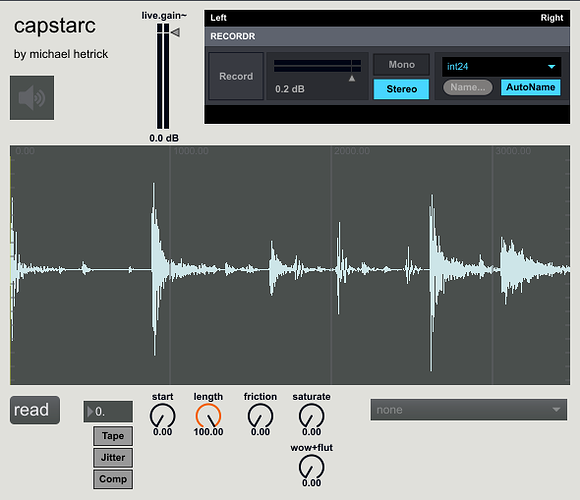 capstarc
by michael hetrick
live.gain~
0.0 dB
Left Right
RECORDR
Record
0.2 dB
Mono
Stereo
int24
Name... AutoName
0.00 1000.00 2000.00 3000.00
read
0.
Tape
Jitter
Comp
start length friction saturate
0.00 100.00 0.00 0.00
wow+flut
0.00
none